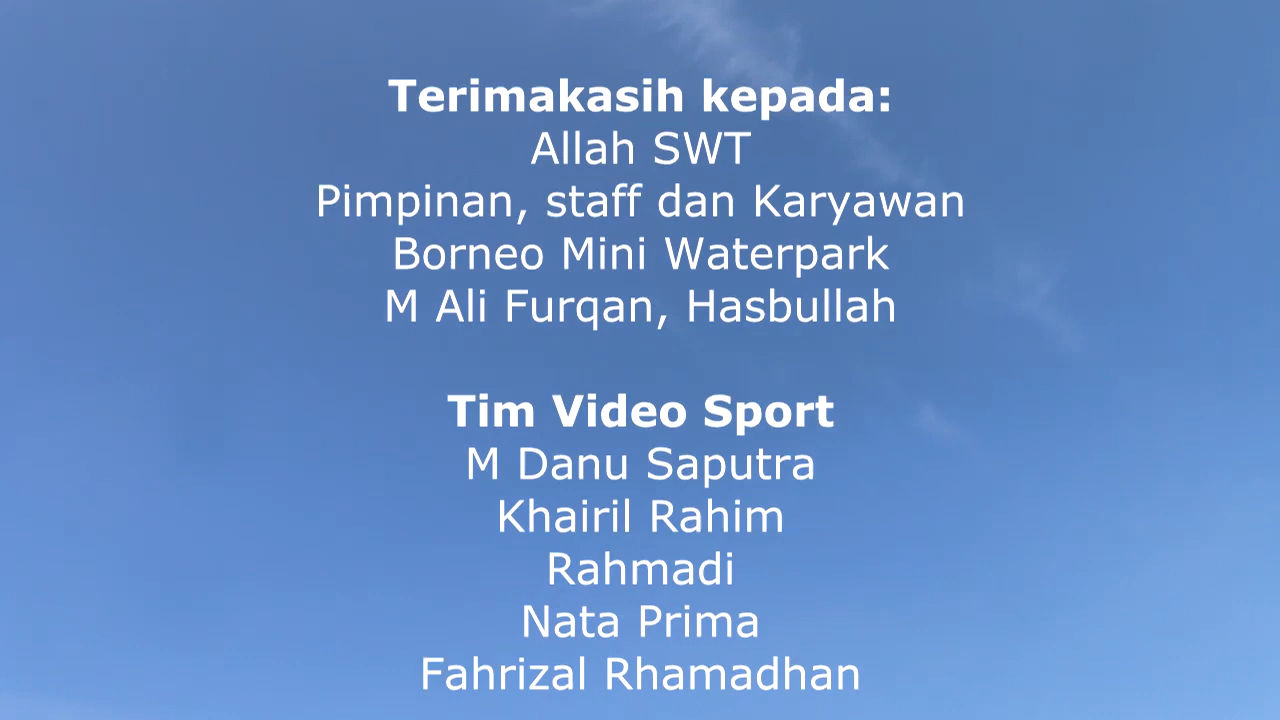 Terimakasih kepada:
Allah SWT
Pimpinan, staff dan Karyawan
Borneo Mini Waterpark
M Ali Furqan, Hasbullah
Tim Video Sport
M Danu Saputra
Khairil Rahim
Rahmadi
Nata Prima
Fahrizal Rhamadhan